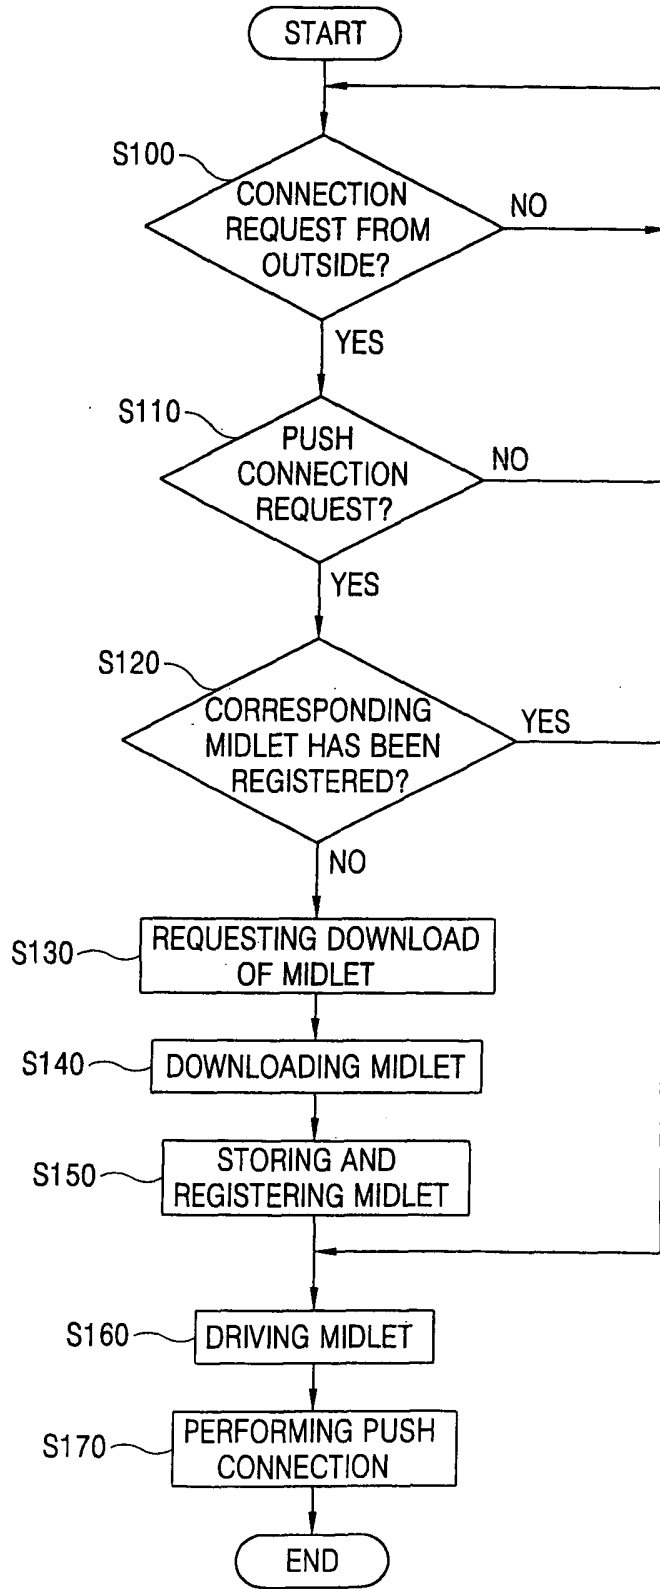 START
S100
CONNECTION
REQUEST FROM
OUTSIDE?
NO
YES
S110
PUSH
CONNECTION
REQUEST?
NO
YES
S120
CORRESPONDING
MIDLET HAS BEEN
REGISTERED?
YES
NO
S130
REQUESTING DOWNLOAD
OF MIDLET
S140
DOWNLOADING MIDLET
S150
STORING AND
REGISTERING MIDLET
S160
DRIVING MIDLET
S170
PERFORMING PUSH
CONNECTION
END